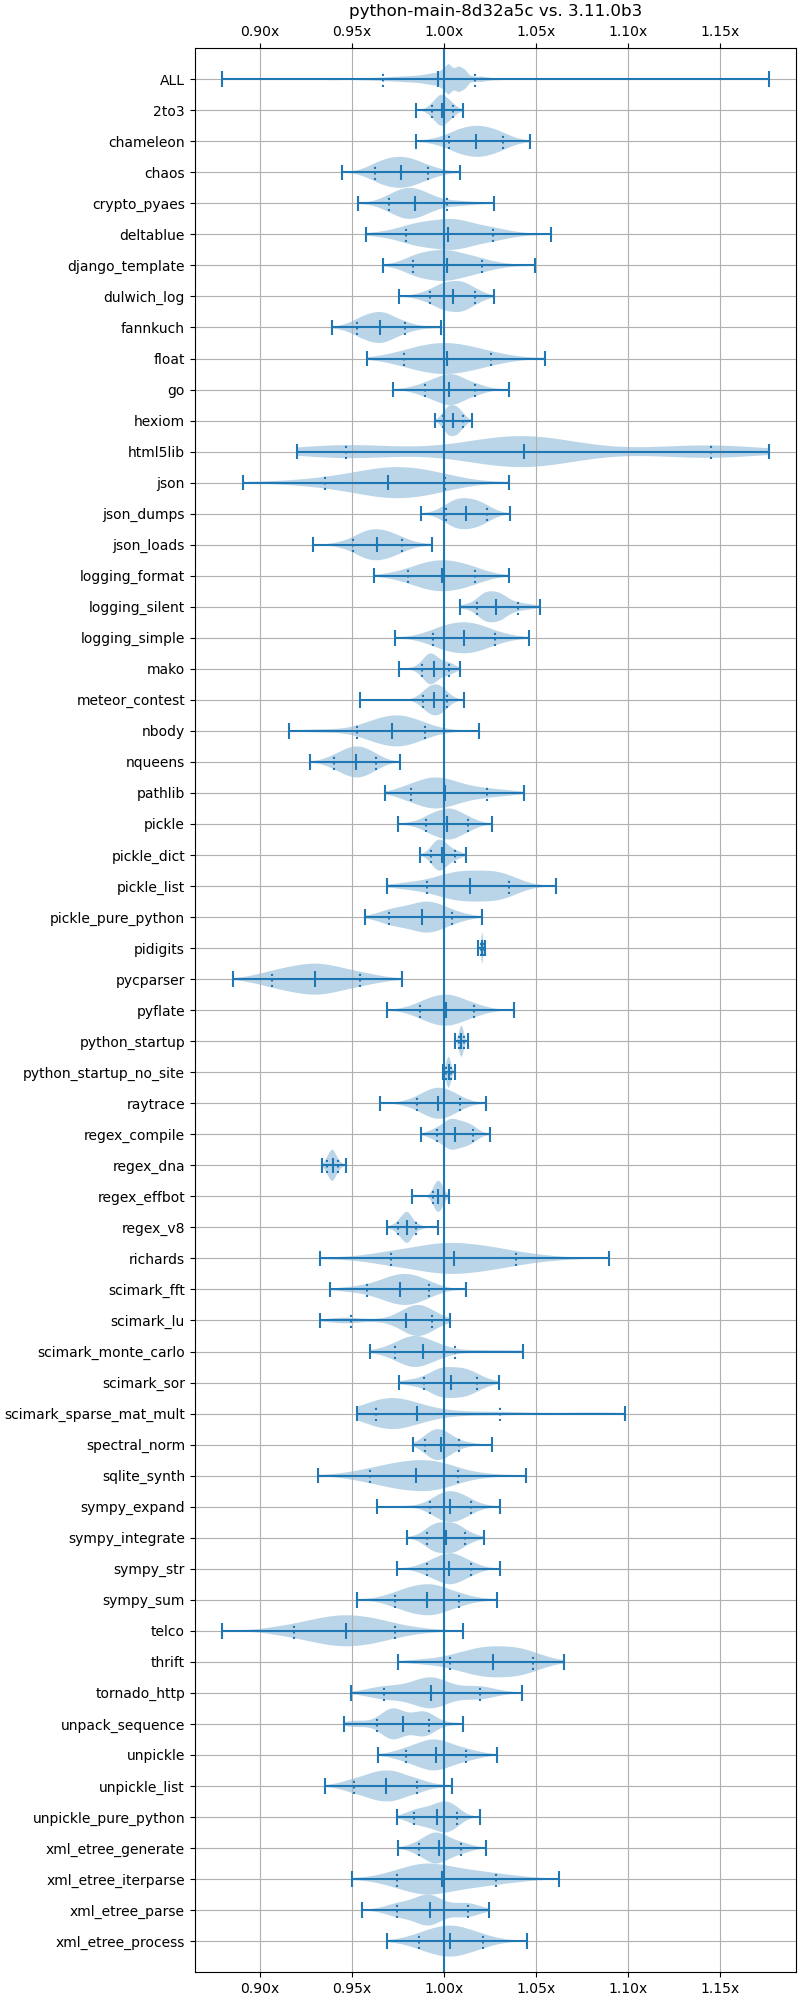 python-main-8d32a5c vs. 3.11.0b3
0.90x 0.95x 1.00x 1.05x 1.10x 1.15x
ALL
2to3
chameleon
chaos
crypto_pyaes
deltablue
django_template
dulwich_log
fannkuch
float
go
hexiom
html5lib
json
json_dumps
json_loads
logging_format
logging_silent
logging_simple
mako
meteor_contest
nbody
nqueens
pathlib
pickle
pickle_dict
pickle_list
pickle_pure_python
pidigits
pycparser
pyflate
python_startup
python_startup_no_site
raytrace
regex_compile
regex_dna
regex_effbot
regex_v8
richards
scimark_fft
scimark_lu
scimark_monte_carlo
scimark_sor
scimark_sparse_mat_mult
spectral_norm
sqlite_synth
sympy_expand
sympy_integrate
sympy_str
sympy_sum
telco
thrift
tornado_http
unpack_sequence
unpickle
unpickle_list
unpickle_pure_python
xml_etree_generate
xml_etree_iterparse
xml_etree_parse
xml_etree_process
0.90x 0.95x 1.00x 1.05x 1.10x 1.15x